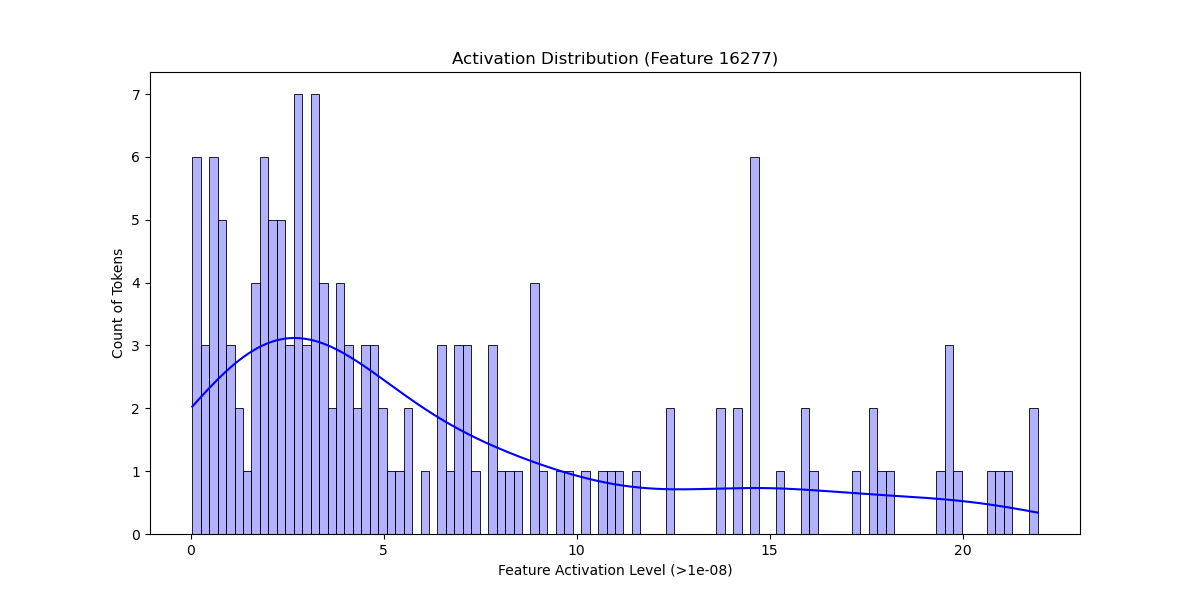 Activation Distribution (Feature 16277)
7
6
5
4
3
2
1
0
Count of Tokens
0 5 10 15 20
Feature Activation Level (>1e-08)